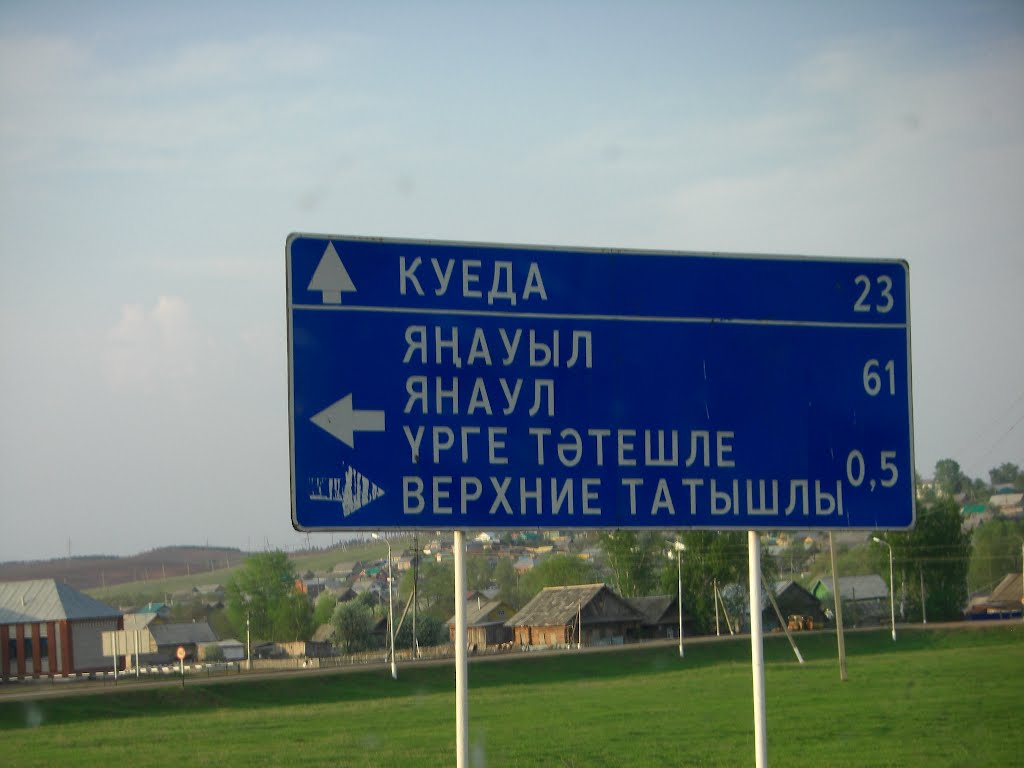 КУЕДА 23
ЯҢАУЫЛ
ЯНАУЛ 61
ҮРГЕ ТӘТЕШЛЕ
ВЕРХНИЕ ТАТЫШЛЫ 0,5